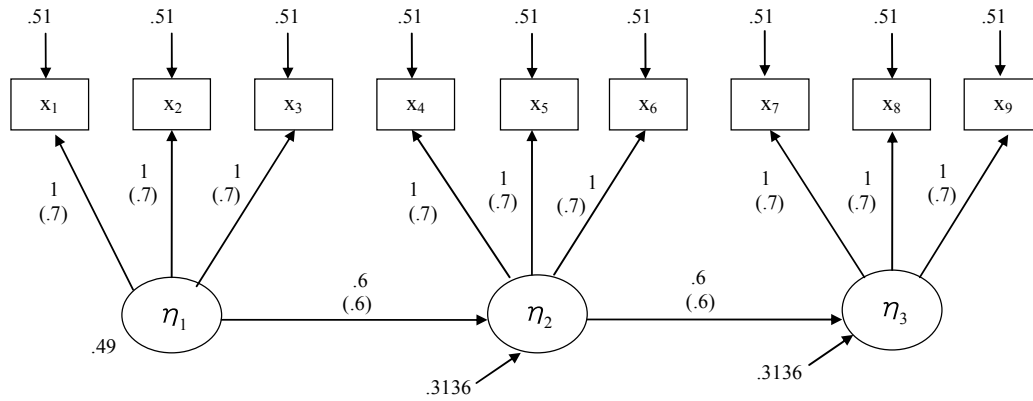 .51 .51 .51 .51 .51 .51 .51 .51 .51
x₁ x₂ x₃ x₄ x₅ x₆ x₇ x₈ x₉
1 1 1 1 1 1 1 1 1
(.7) (.7) (.7) (.7) (.7) (.7) (.7) (.7) (.7)
.6 .6
(.6) (.6)
η₁ η₂ η₃
.49
.3136 .3136